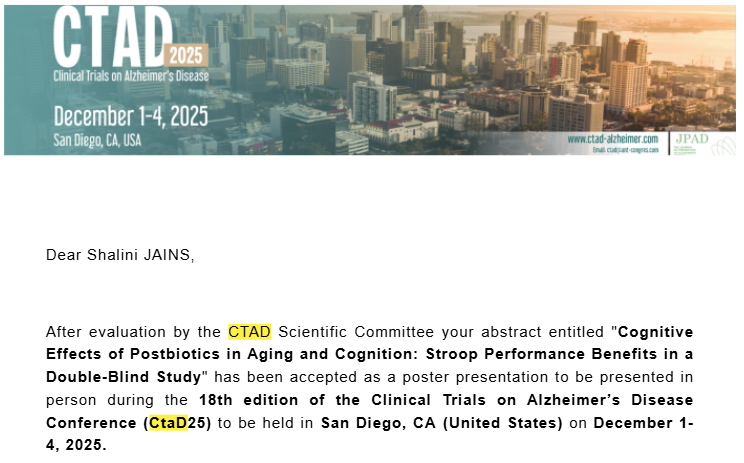 CTAD 2025
Clinical Trials on Alzheimer's Disease
December 1-4, 2025
San Diego, CA, USA
www.ctad-alzheimer.com
Email: ctad@ant-congres.com
JPAD
Dear Shalini JAINS,
After evaluation by the CTAD Scientific Committee your abstract entitled "Cognitive
Effects of Postbiotics in Aging and Cognition: Stroop Performance Benefits in a
Double-Blind Study" has been accepted as a poster presentation to be presented in
person during the 18th edition of the Clinical Trials on Alzheimer's Disease
Conference (CtaD25) to be held in San Diego, CA (United States) on December 1-
4, 2025.